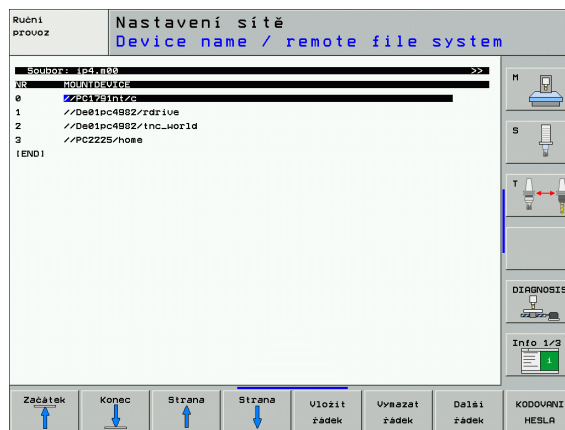 Ruční
provoz
Nastavení sítě
Device name / remote file system
Soubor: ip4.m00 >>
NR MOUNTDEVICE
0 //PC1791nt/c
1 //De01pc4982/rdrive
2 //De01pc4982/tnc_world
3 //PC2225/home
[END]
M
S
T
DIAGNOSIS
Info 1/3
i
Začátek
Konec
Strana
Strana
Vložit
řádek
Vymazat
řádek
Další
řádek
KODOVANI
HESLA